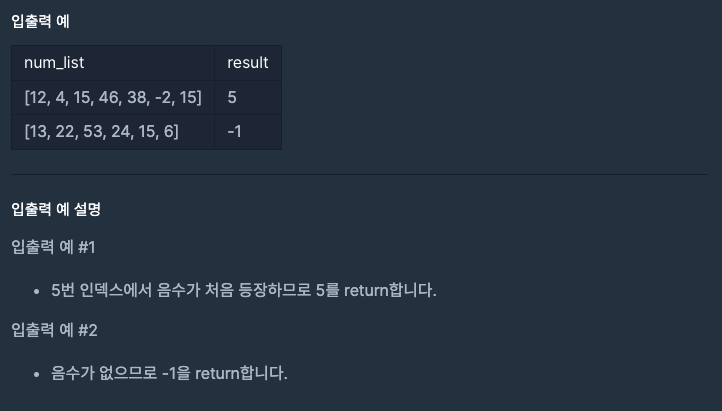 입출력 예
num_list result
[12, 4, 15, 46, 38, -2, 15] 5
[13, 22, 53, 24, 15, 6] -1
입출력 예 설명
입출력 예 #1
• 5번 인덱스에서 음수가 처음 등장하므로 5를 return합니다.
입출력 예 #2
• 음수가 없으므로 -1을 return합니다.